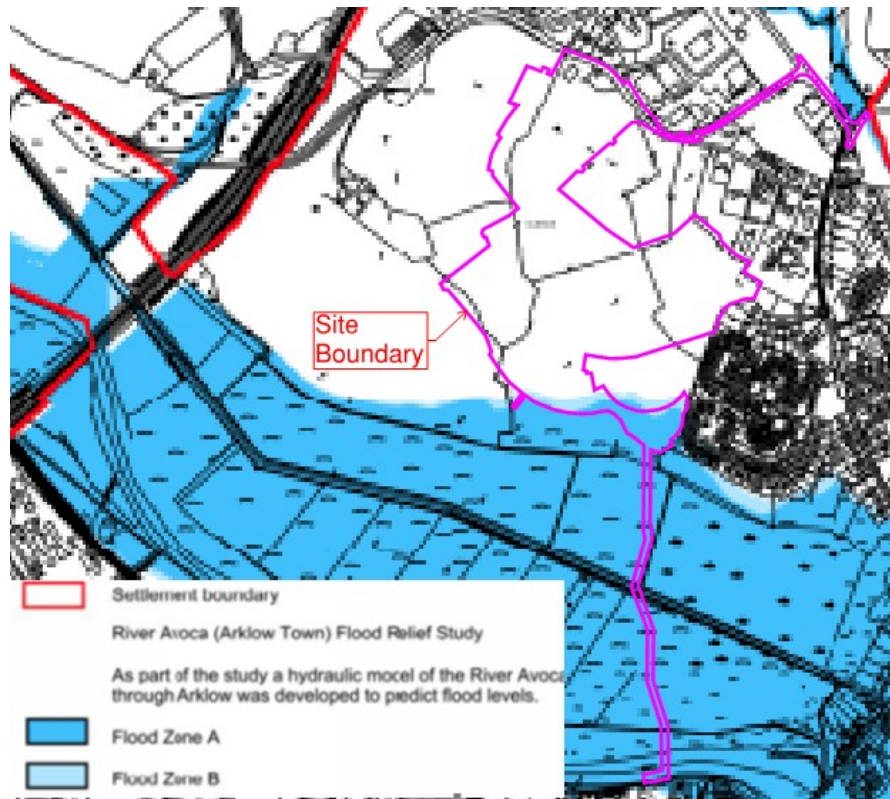 Site
Boundary
Settlement boundary
River Avoca (Arklow Town) Flood Relief Study
As part of the study a hydraulic model of the River Avoca
through Arklow was developed to predict flood levels.
Flood Zone A
Flood Zone B